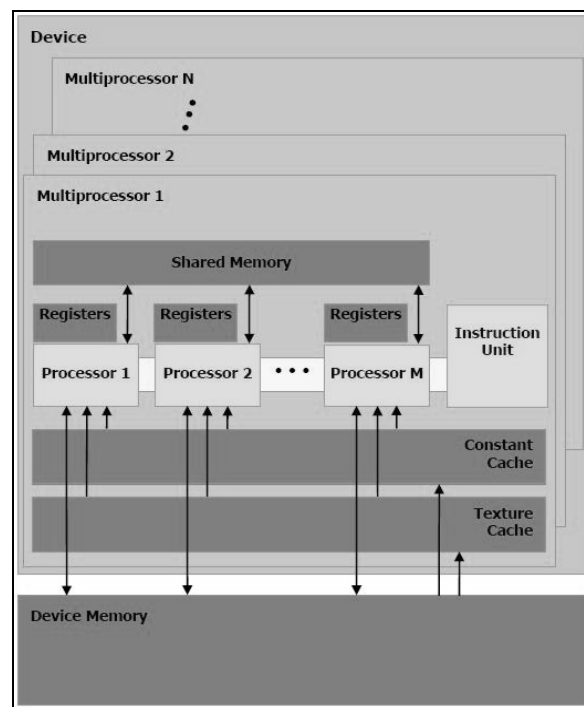 Device
Multiprocessor N
Multiprocessor 2
Multiprocessor 1
Shared Memory
Registers
Registers
Registers
Instruction
Unit
Processor 1
Processor 2
Processor M
Constant
Cache
Texture
Cache
Device Memory